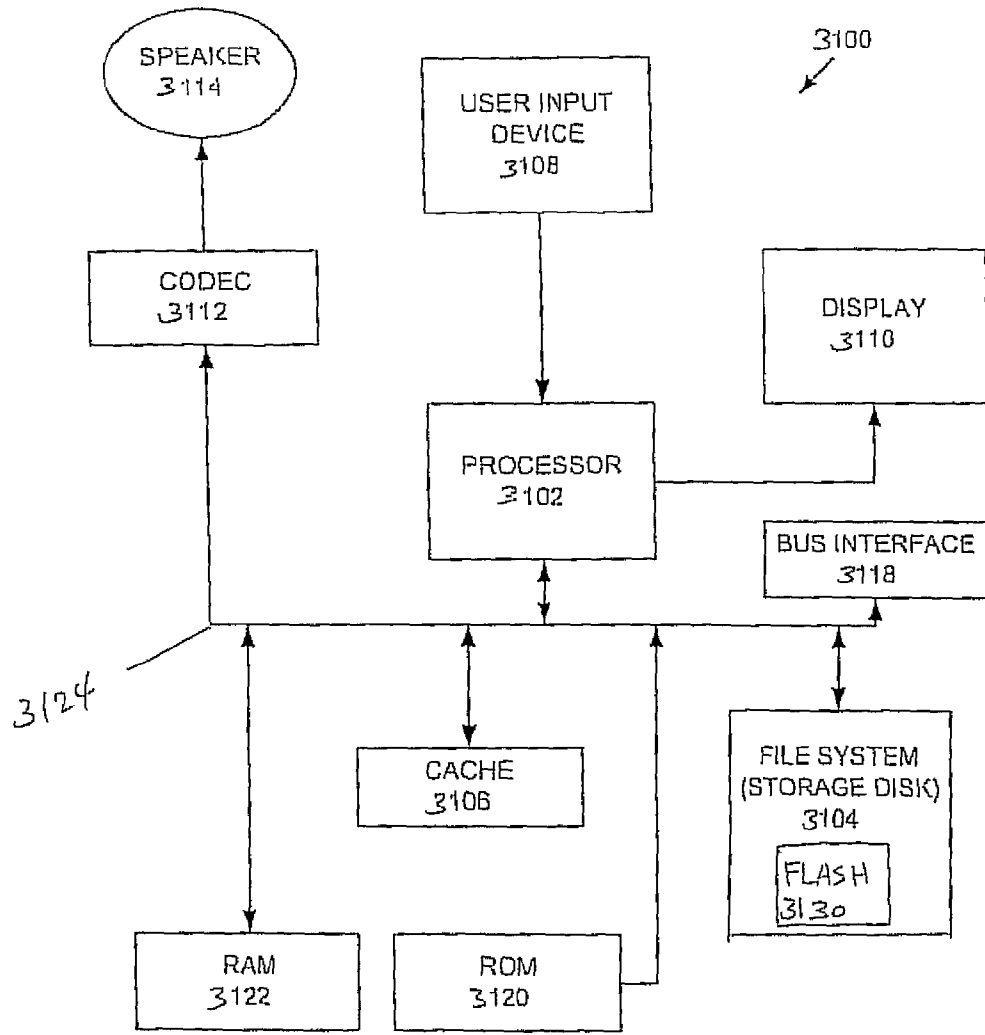 SPEAKER
3114
3100
USER INPUT
DEVICE
3108
CODEC
3112
DISPLAY
3110
PROCESSOR
3102
BUS INTERFACE
3118
3124
CACHE
3106
FILE SYSTEM
(STORAGE DISK)
3104
FLASH
3130
RAM
3122
ROM
3120